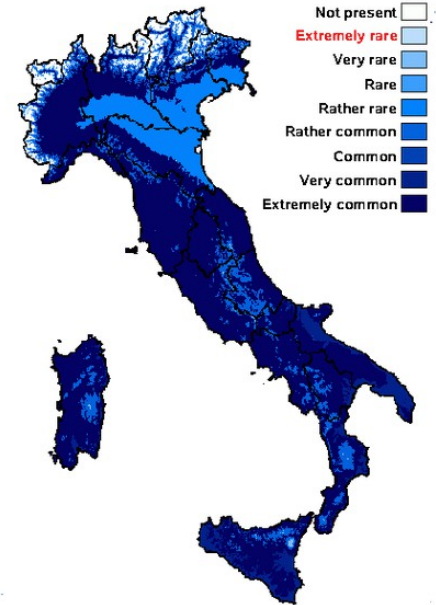 Not present
Extremely rare
Very rare
Rare
Rather rare
Rather common
Common
Very common
Extremely common